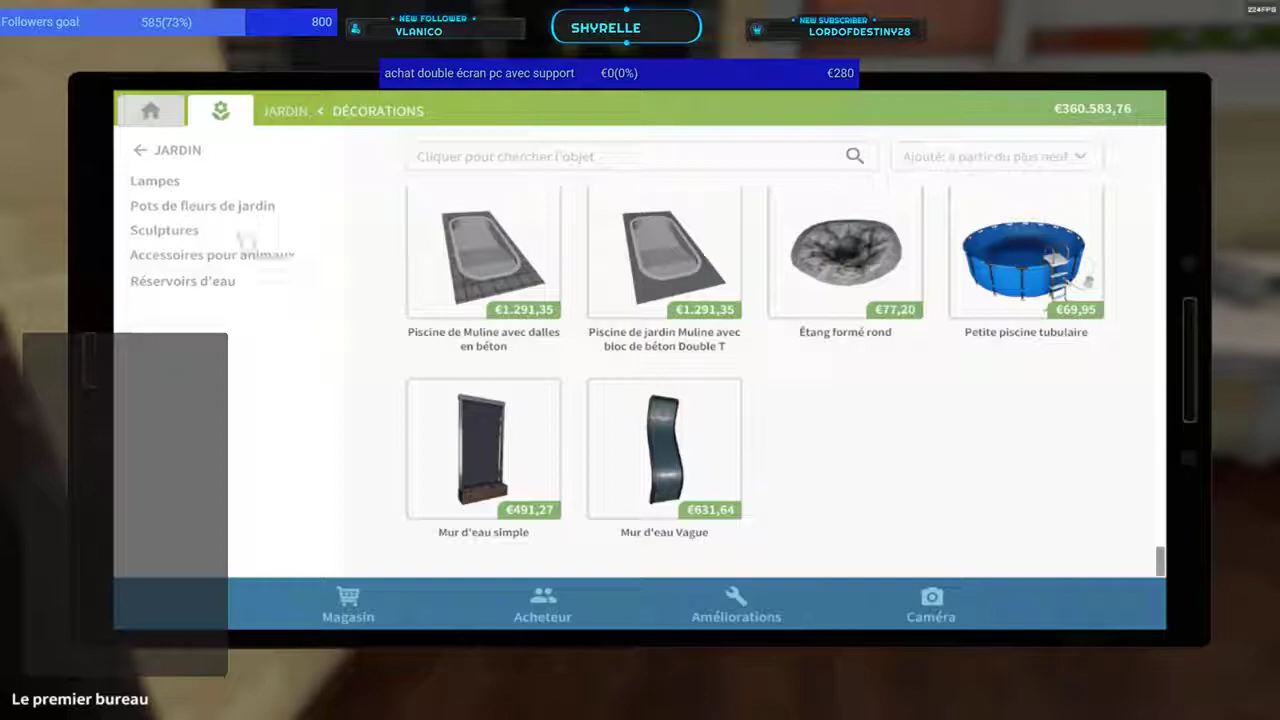 Followers goal: 585(73%) 800
NEW FOLLOWER
VLANICO
SHYRELLE
NEW SUBSCRIBER
LORDOFDESTINY28
224FPS
achat double écran pc avec support €0(0%) €280
JARDIN < DÉCORATIONS
€360.583,76
JARDIN
Cliquer pour chercher l'objet
Ajouté: à partir du plus neuf
Lampes
Pots de fleurs de jardin
Sculptures
Accessoires pour animaux
Réservoirs d'eau
€1.291,35
€1.291,35
€77,20
€69,95
Piscine de Muline avec dalles
en béton
Piscine de jardin Muline avec
bloc de béton Double T
Étang formé rond
Petite piscine tubulaire
€491,27
€631,64
Mur d'eau simple
Mur d'eau Vague
Magasin
Acheteur
Améliorations
Caméra
Le premier bureau